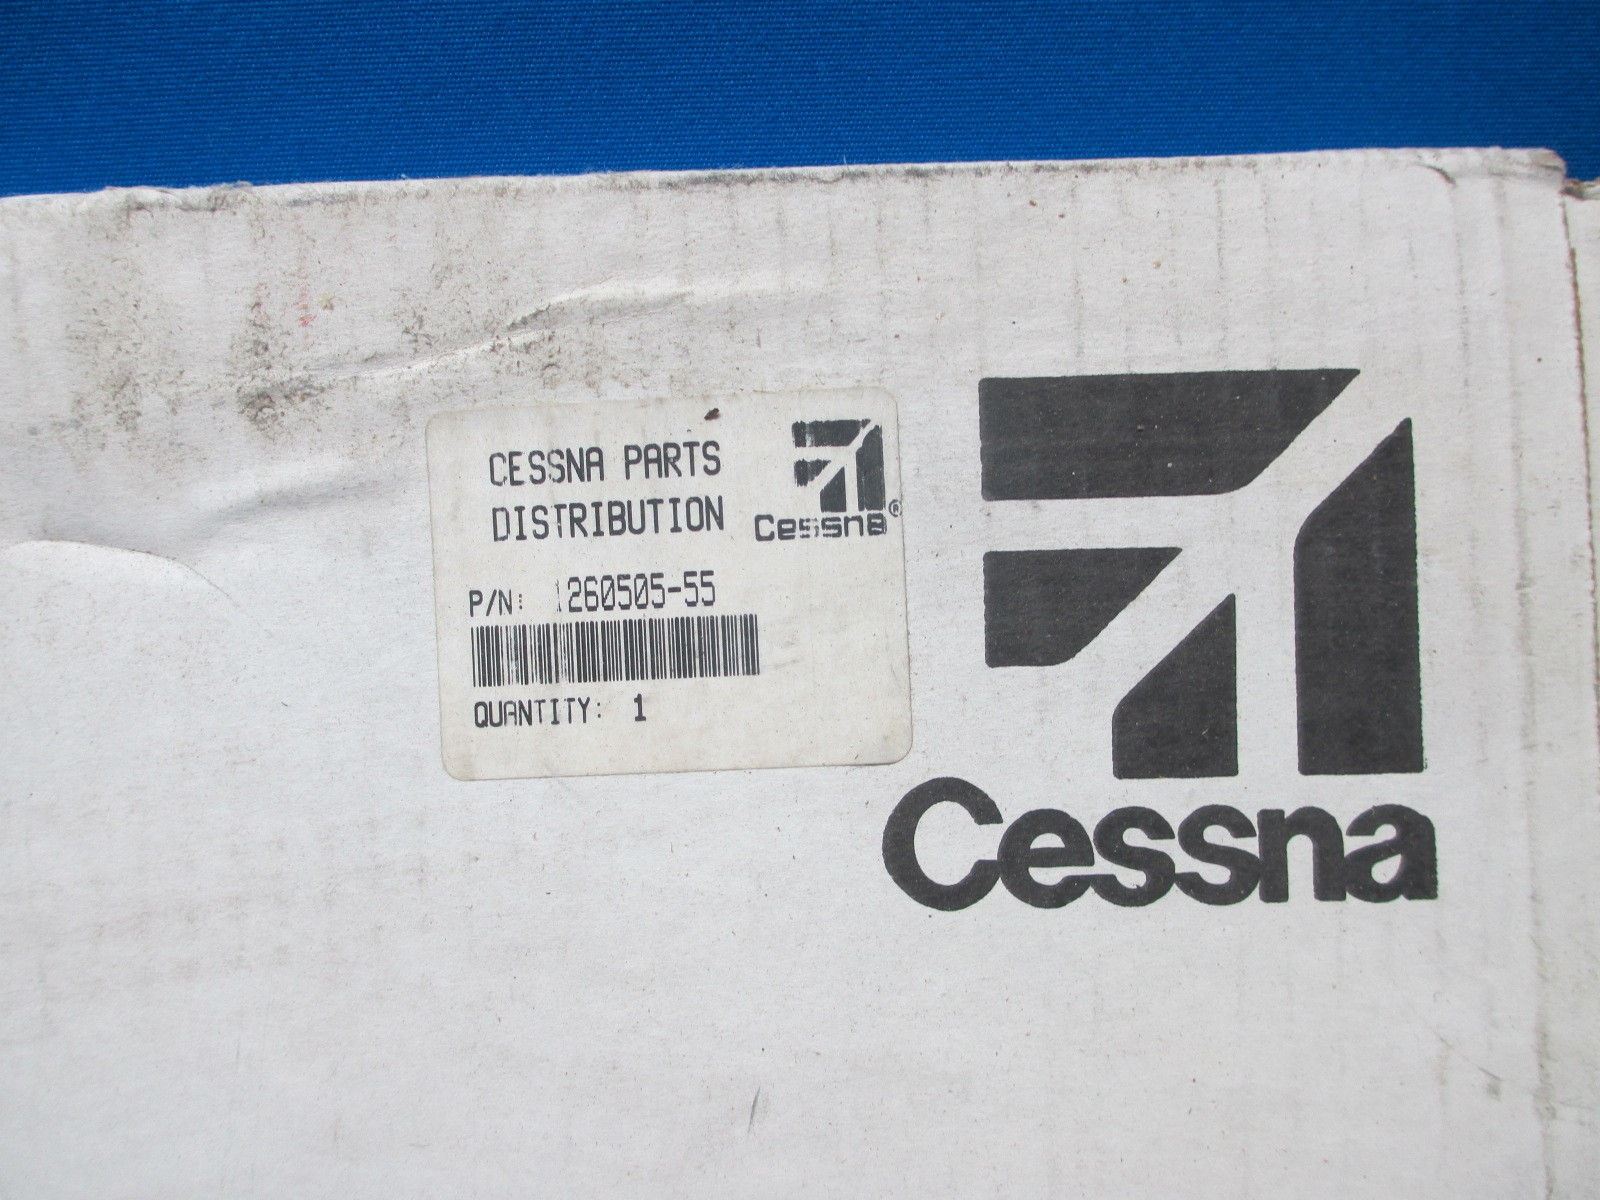 CESSNA PARTS
DISTRIBUTION
Cessna®
P/N: 1260505-55
QUANTITY: 1
Cessna